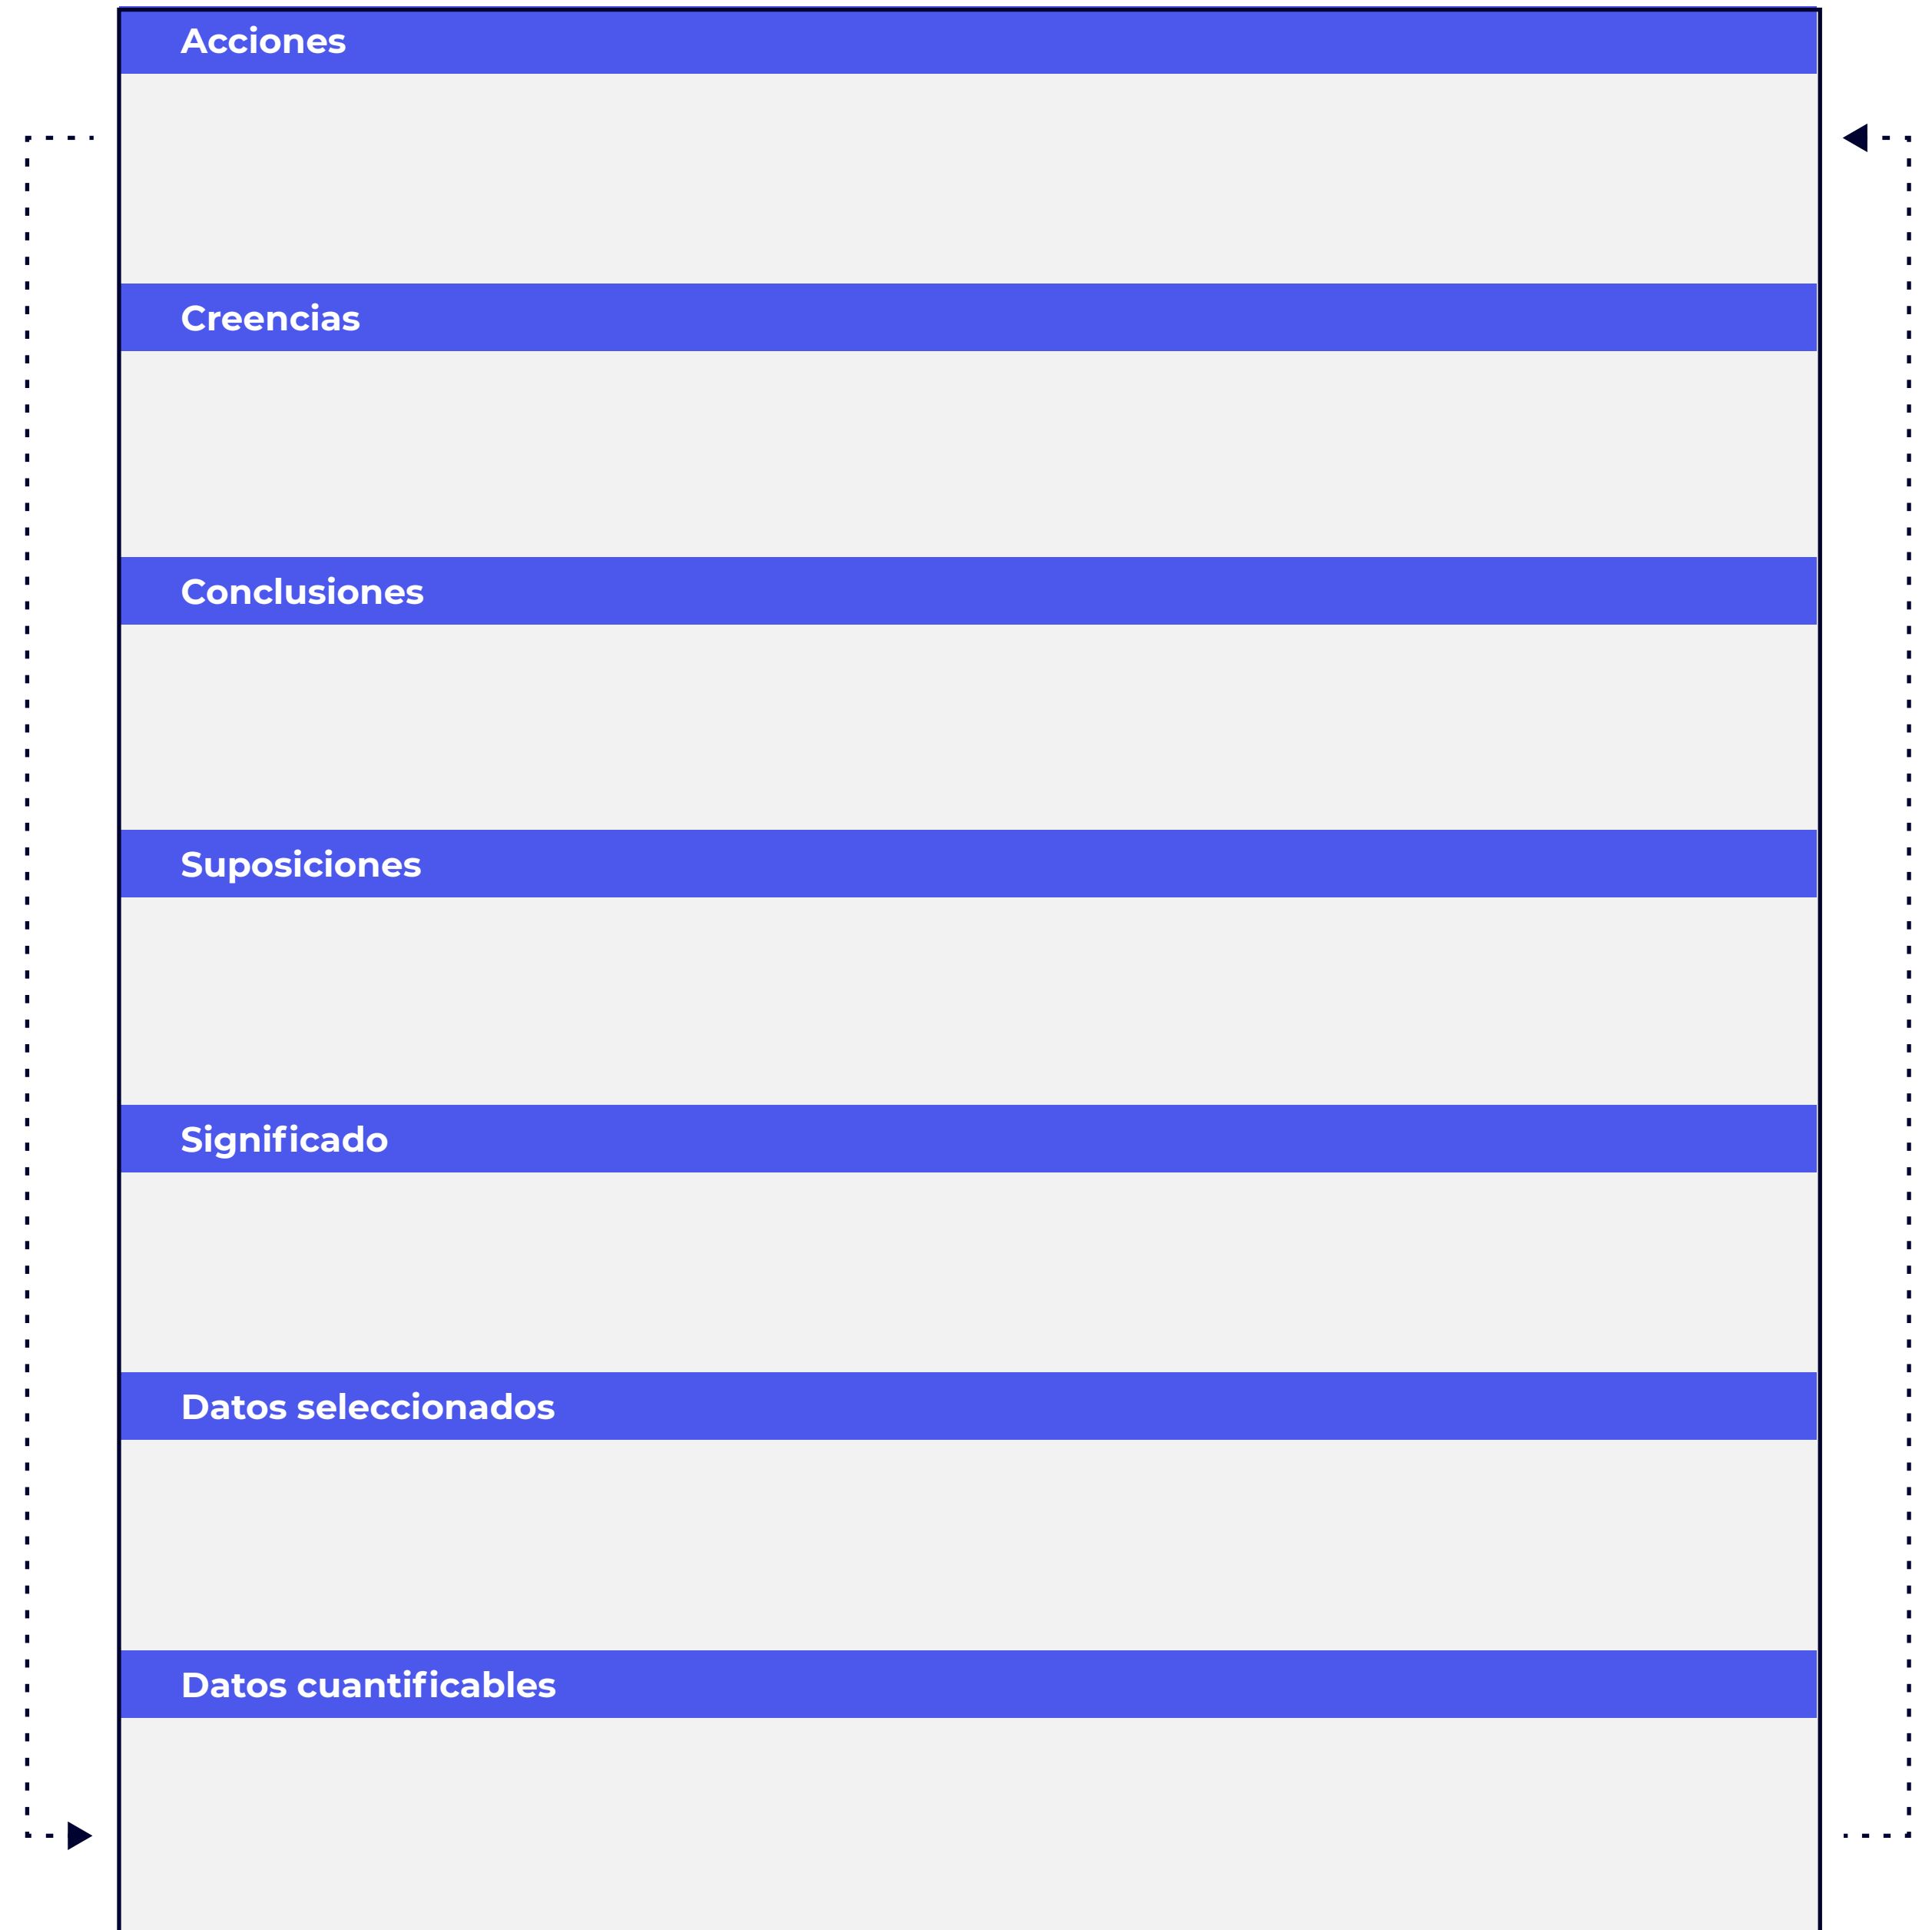 Acciones
Creencias
Conclusiones
Suposiciones
Significado
Datos seleccionados
Datos cuantificables